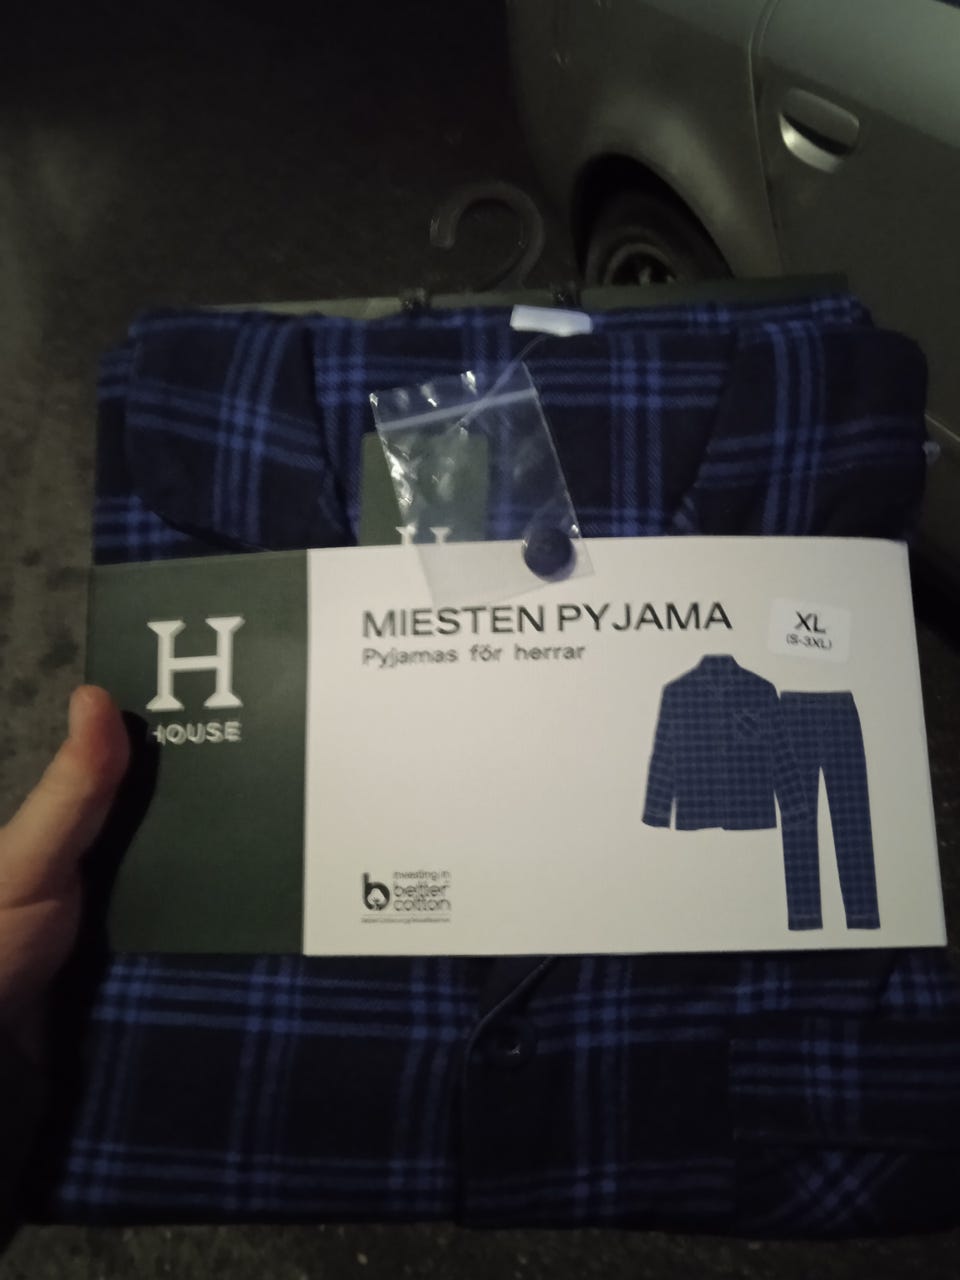 H
HOUSE
MIESTEN PYJAMA
Pyjamas för herrar
XL
(S-3XL)
Investing in
better
cotton